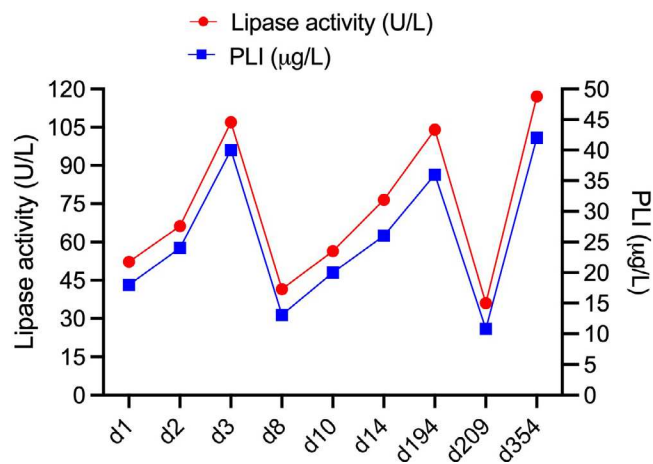 Lipase activity (U/L)
PLI (µg/L)
Lipase activity (U/L)
120
105
90
75
60
45
30
15
0
50
45
40
35
30
25
20
15
10
5
0
PLI (µg/L)
d1
d2
d3
d8
d10
d14
d194
d209
d354